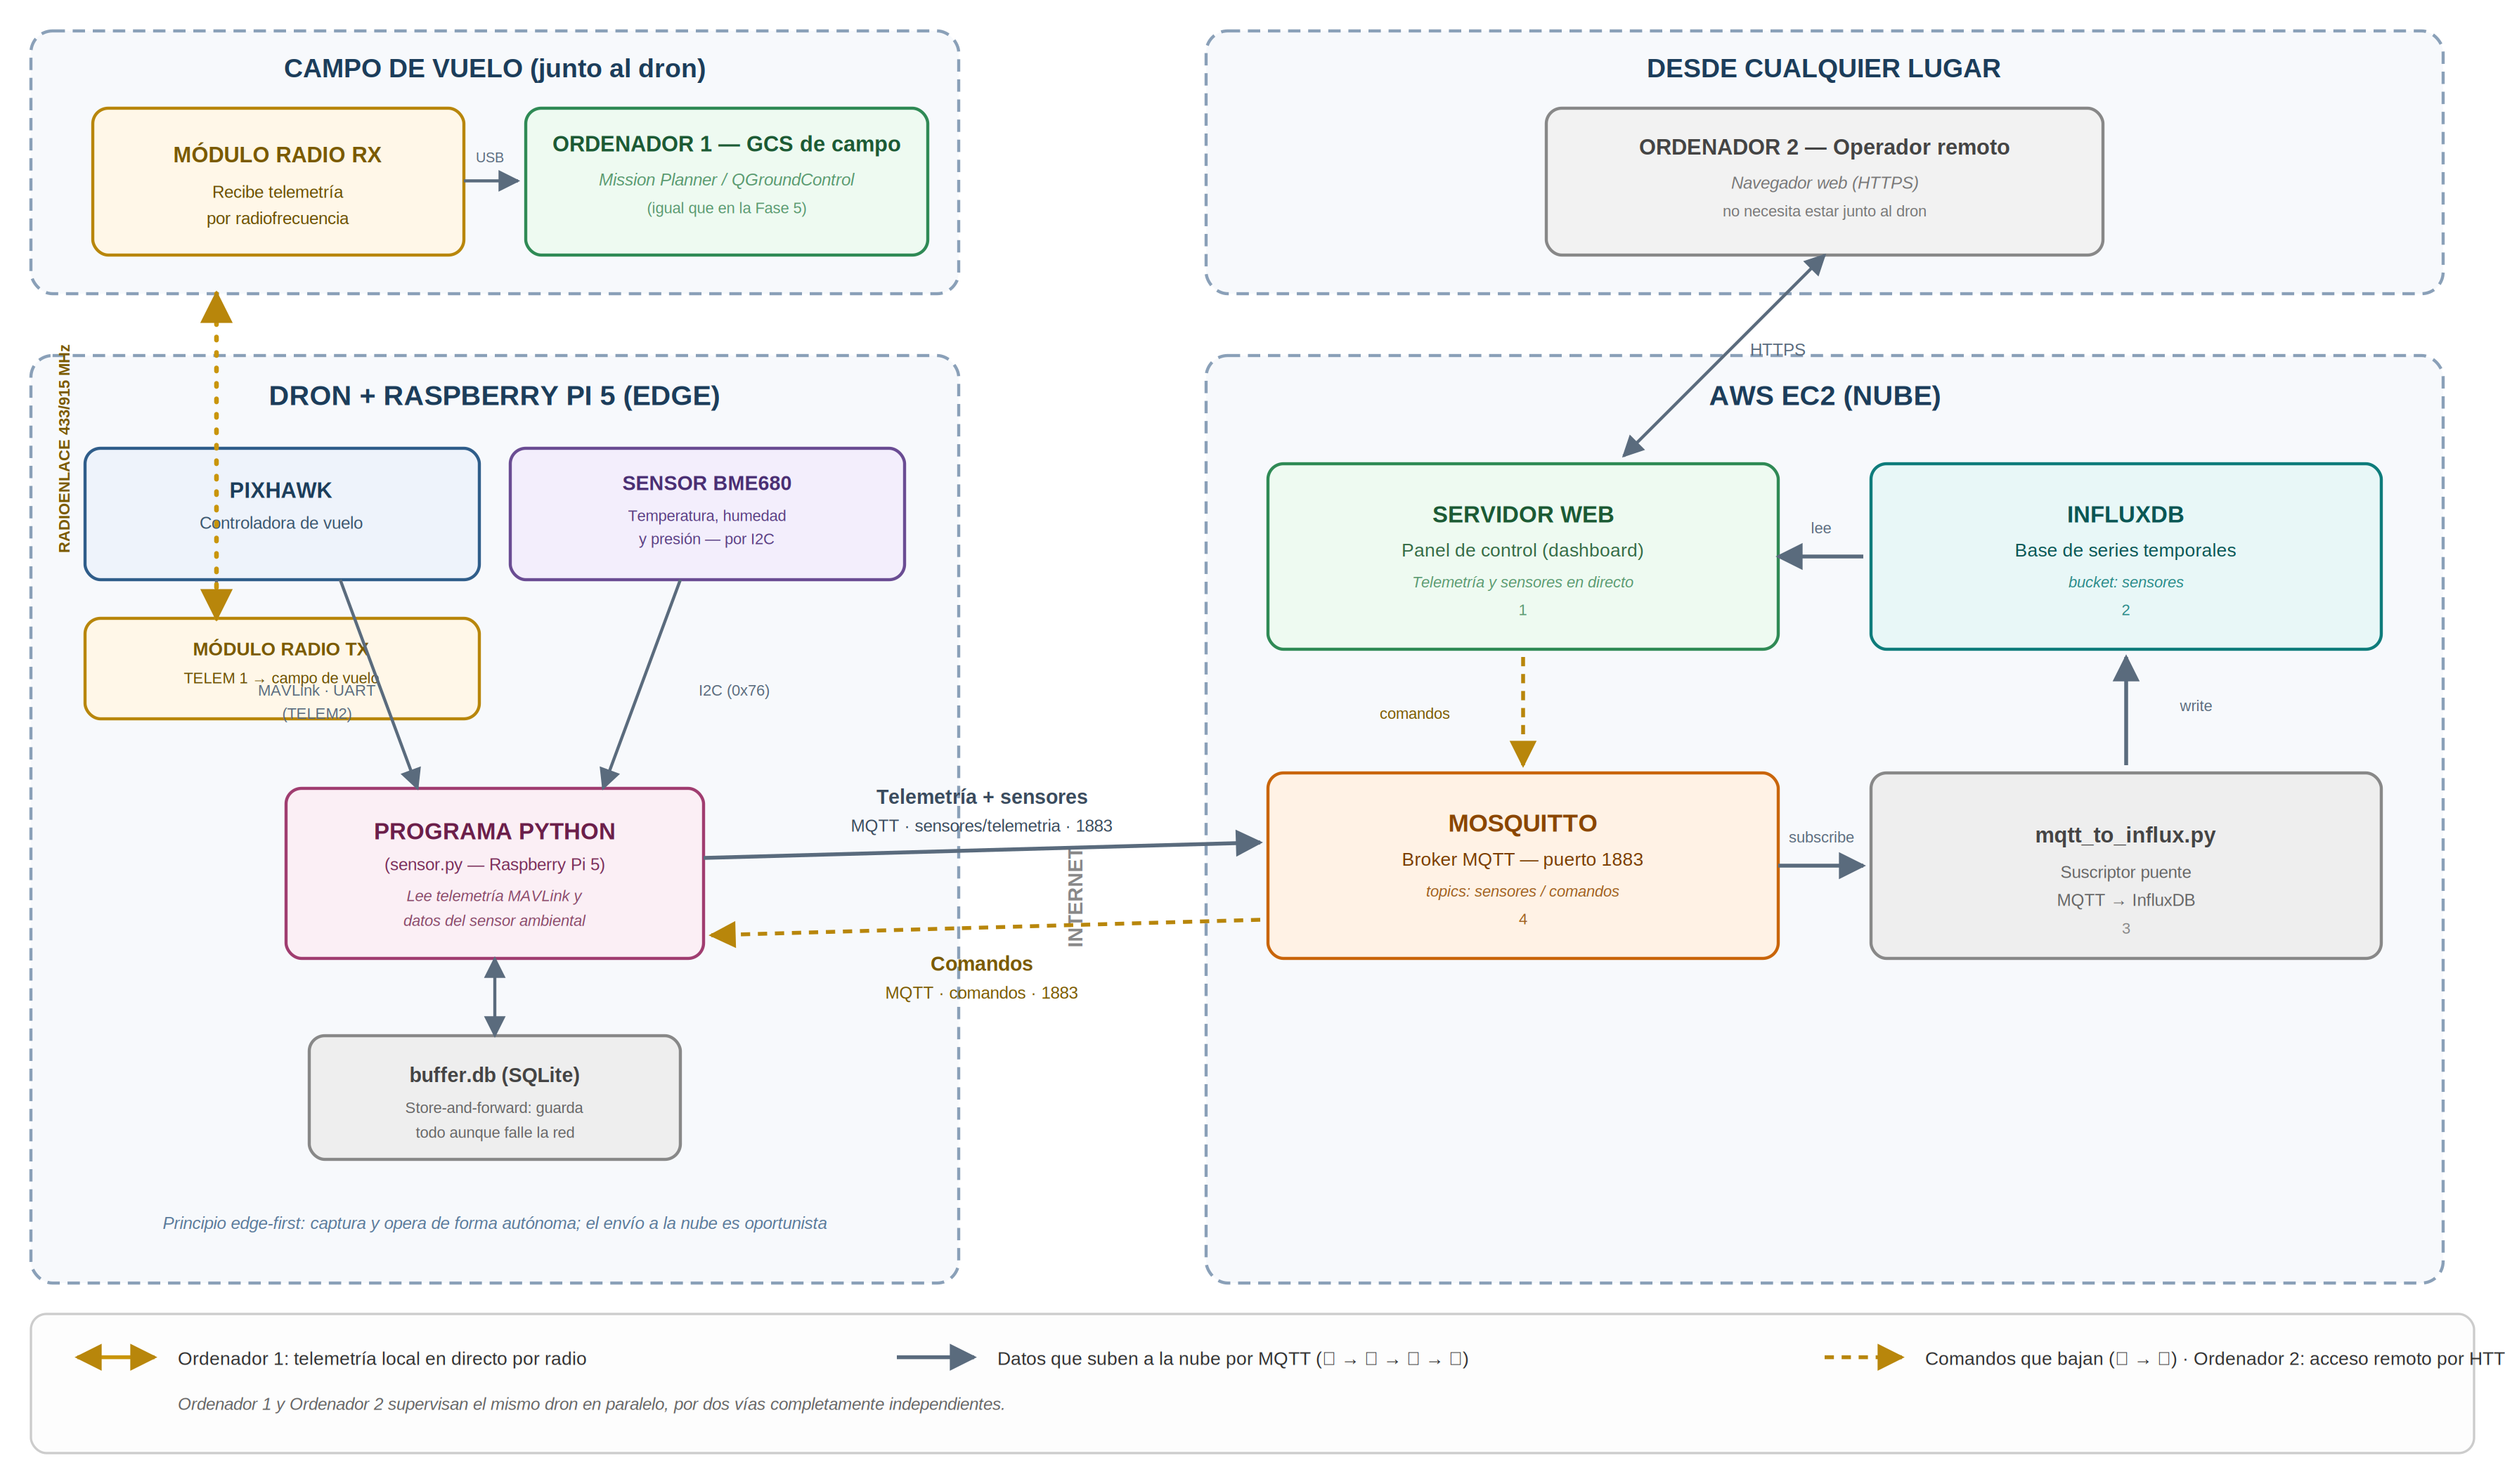 CAMPO DE VUELO (junto al dron)
MÓDULO RADIO RX
Recibe telemetría
por radiofrecuencia
USB
ORDENADOR 1 — GCS de campo
Mission Planner / QGroundControl
(igual que en la Fase 5)
DESDE CUALQUIER LUGAR
ORDENADOR 2 — Operador remoto
Navegador web (HTTPS)
no necesita estar junto al dron
RADIOENLACE 433/915 MHz
HTTPS
DRON + RASPBERRY PI 5 (EDGE)
PIXHAWK
Controladora de vuelo
SENSOR BME680
Temperatura, humedad
y presión — por I2C
MÓDULO RADIO TX
TELEM 1 → campo de vuelo
MAVLink · UART
(TELEM2)
I2C (0x76)
PROGRAMA PYTHON
(sensor.py — Raspberry Pi 5)
Lee telemetría MAVLink y
datos del sensor ambiental
buffer.db (SQLite)
Store-and-forward: guarda
todo aunque falle la red
Principio edge-first: captura y opera de forma autónoma; el envío a la nube es oportunista
Telemetría + sensores
MQTT · sensores/telemetria · 1883
INTERNET
Comandos
MQTT · comandos · 1883
AWS EC2 (NUBE)
SERVIDOR WEB
Panel de control (dashboard)
Telemetría y sensores en directo
1
lee
INFLUXDB
Base de series temporales
bucket: sensores
2
comandos
write
MOSQUITTO
Broker MQTT — puerto 1883
topics: sensores / comandos
4
subscribe
mqtt_to_influx.py
Suscriptor puente
MQTT → InfluxDB
3
Ordenador 1: telemetría local en directo por radio
Datos que suben a la nube por MQTT (▯ → ▯ → ▯ → ▯)
Comandos que bajan (▯ → ▯) · Ordenador 2: acceso remoto por HTT
Ordenador 1 y Ordenador 2 supervisan el mismo dron en paralelo, por dos vías completamente independientes.